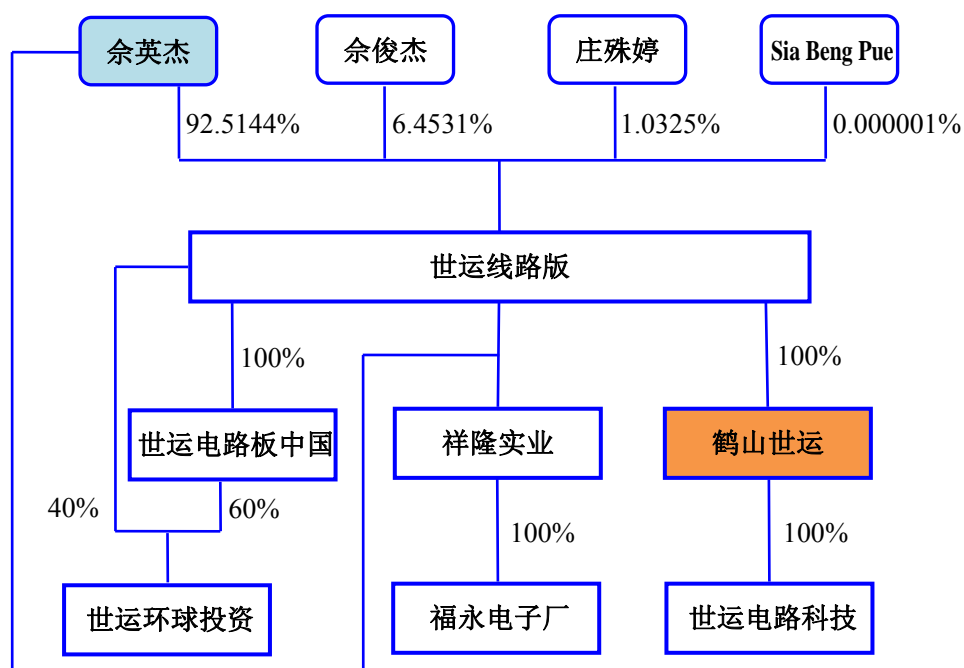 佘英杰
佘俊杰
庄殊婷
Sia Beng Pue
92.5144%
6.4531%
1.0325%
0.000001%
世运线路版
100%
100%
世运电路板中国
祥隆实业
鹤山世运
40%
60%
100%
100%
世运环球投资
福永电子厂
世运电路科技